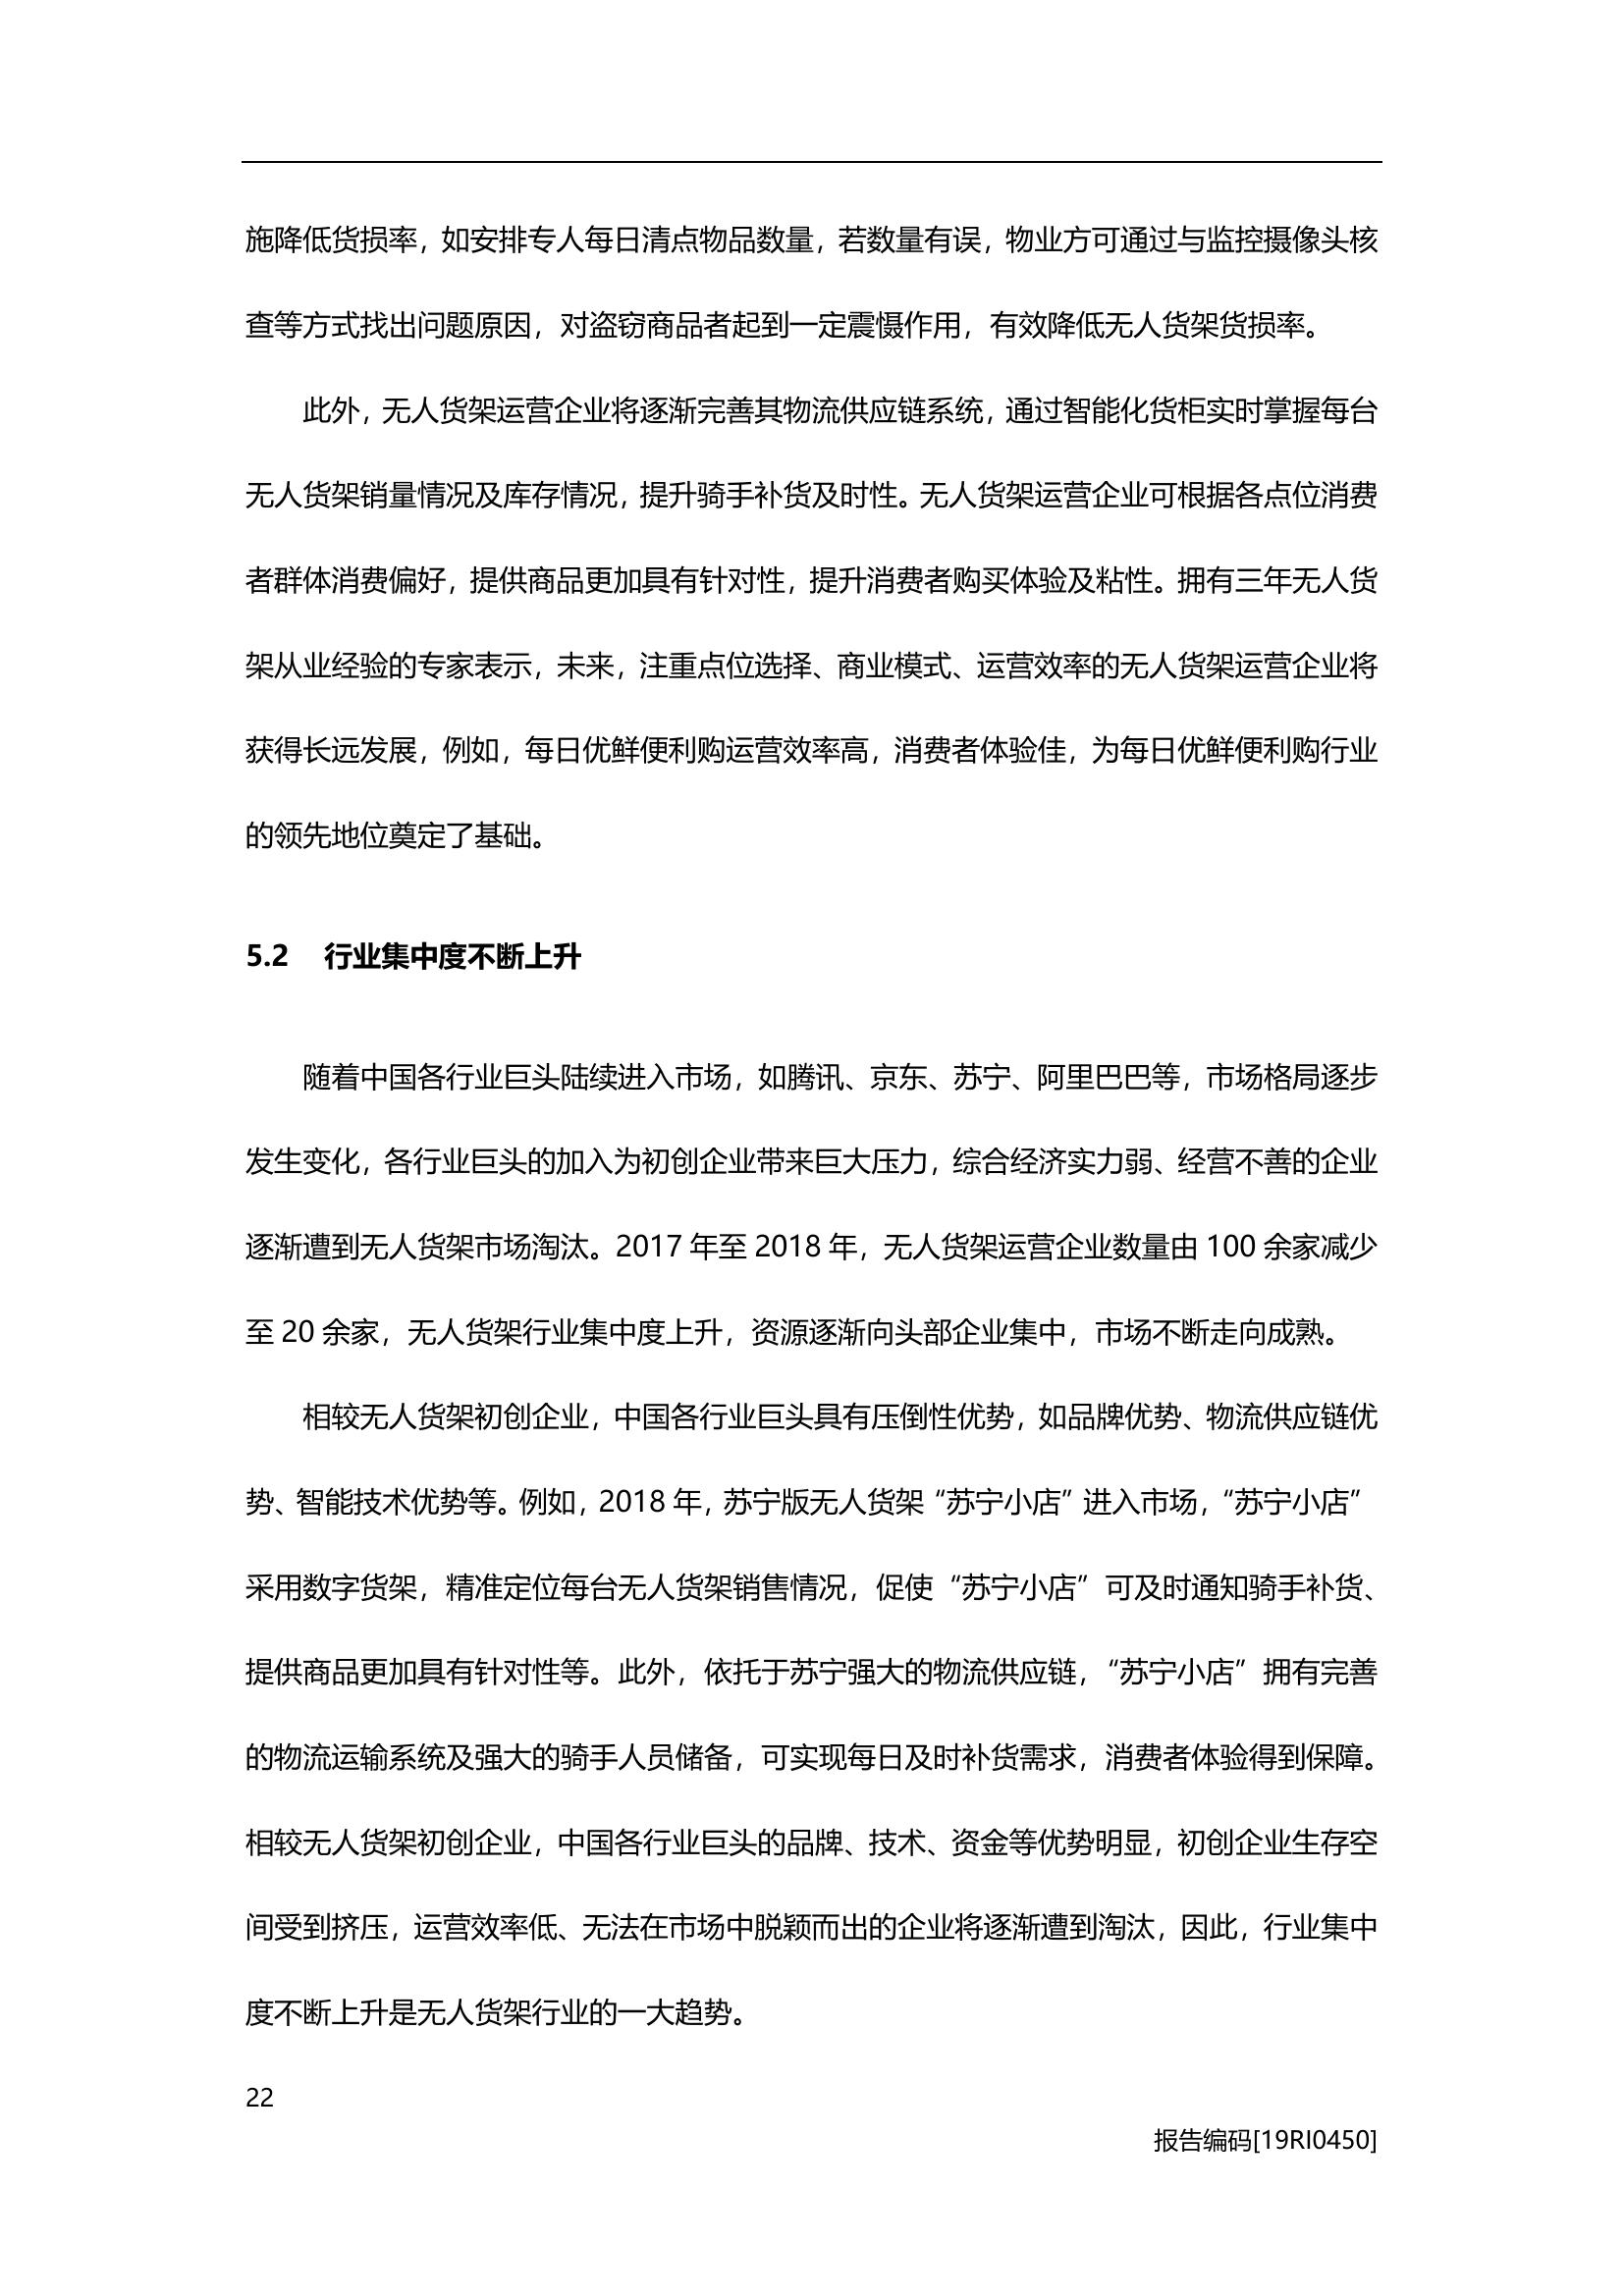 施降低货损率，如安排专人每日清点物品数量，若数量有误，物业方可通过与监控摄像头核
查等方式找出问题原因，对盗窃商品者起到一定震慑作用，有效降低无人货架货损率。
此外，无人货架运营企业将逐渐完善其物流供应链系统，通过智能化货柜实时掌握每台
无人货架销量情况及库存情况，提升骑手补货及时性。无人货架运营企业可根据各点位消费
者群体消费偏好，提供商品更加具有针对性，提升消费者购买体验及粘性。拥有三年无人货
架从业经验的专家表示，未来，注重点位选择、商业模式、运营效率的无人货架运营企业将
获得长远发展，例如，每日优鲜便利购运营效率高，消费者体验佳，为每日优鲜便利购行业
的领先地位奠定了基础。
5.2 行业集中度不断上升
随着中国各行业巨头陆续进入市场，如腾讯、京东、苏宁、阿里巴巴等，市场格局逐步
发生变化，各行业巨头的加入为初创企业带来巨大压力，综合经济实力弱、经营不善的企业
逐渐遭到无人货架市场淘汰。2017 年至 2018 年，无人货架运营企业数量由 100 余家减少
至 20 余家，无人货架行业集中度上升，资源逐渐向头部企业集中，市场不断走向成熟。
相较无人货架初创企业，中国各行业巨头具有压倒性优势，如品牌优势、物流供应链优
势、智能技术优势等。例如，2018 年，苏宁版无人货架“苏宁小店”进入市场，“苏宁小店”
采用数字货架，精准定位每台无人货架销售情况，促使“苏宁小店”可及时通知骑手补货、
提供商品更加具有针对性等。此外，依托于苏宁强大的物流供应链，“苏宁小店”拥有完善
的物流运输系统及强大的骑手人员储备，可实现每日及时补货需求，消费者体验得到保障。
相较无人货架初创企业，中国各行业巨头的品牌、技术、资金等优势明显，初创企业生存空
间受到挤压，运营效率低、无法在市场中脱颖而出的企业将逐渐遭到淘汰，因此，行业集中
度不断上升是无人货架行业的一大趋势。
22
报告编码[19RI0450]